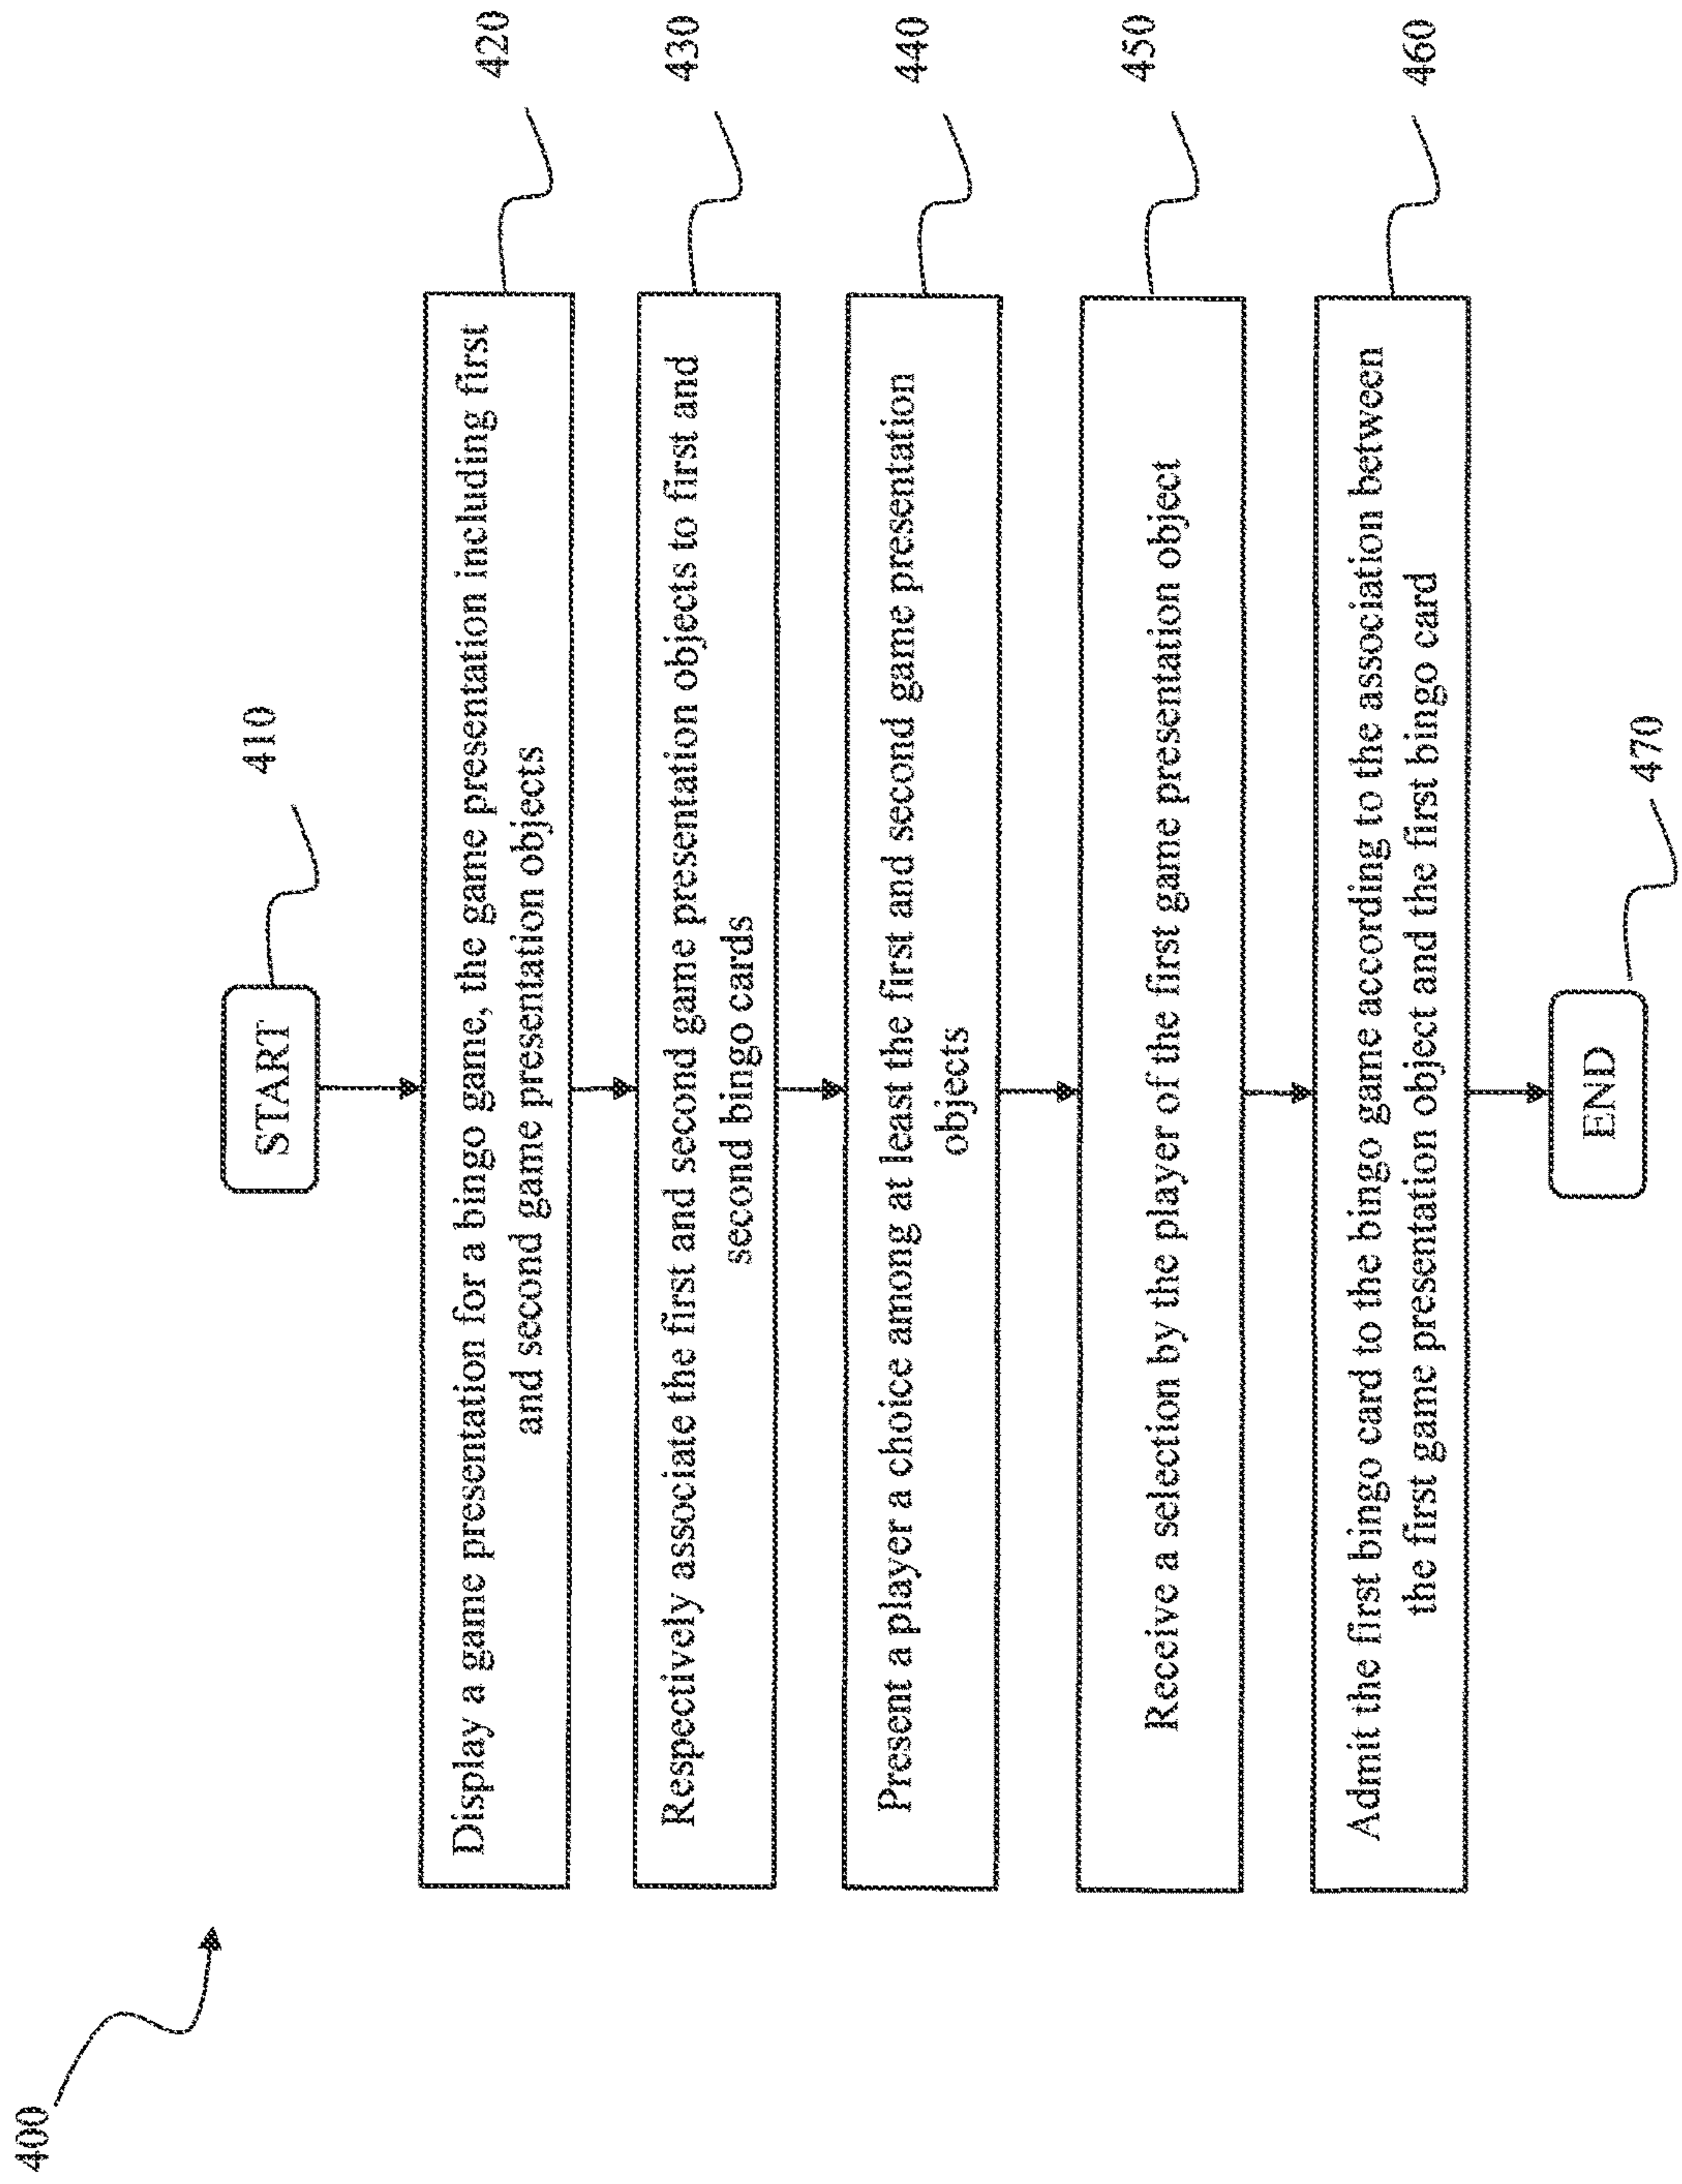 400
START
410
Display a game presentation for a bingo game, the game presentation including first
and second game presentation objects
420
Respectively associate the first and second game presentation objects to first and
second bingo cards
430
Present a player a choice among at least the first and second game presentation
objects
440
Receive a selection by the player of the first game presentation object
450
Admit the first bingo card to the bingo game according to the association between
the first game presentation object and the first bingo card
460
END
470